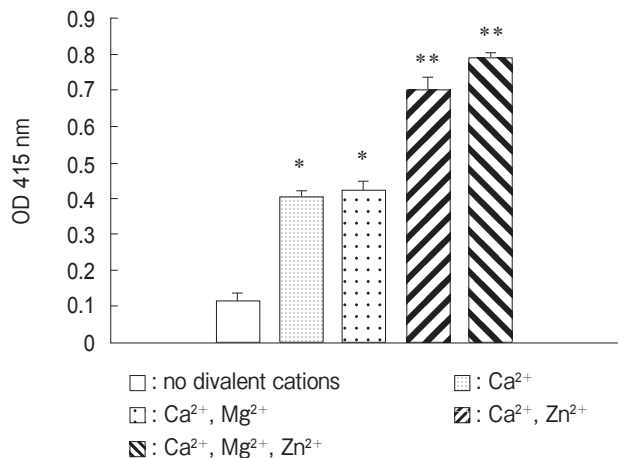 0.9
0.8
0.7
0.6
0.5
0.4
0.3
0.2
0.1
0
OD 415 nm
*
*
**
**
: no divalent cations
: Ca²⁺
: Ca²⁺, Mg²⁺
: Ca²⁺, Zn²⁺
: Ca²⁺, Mg²⁺, Zn²⁺